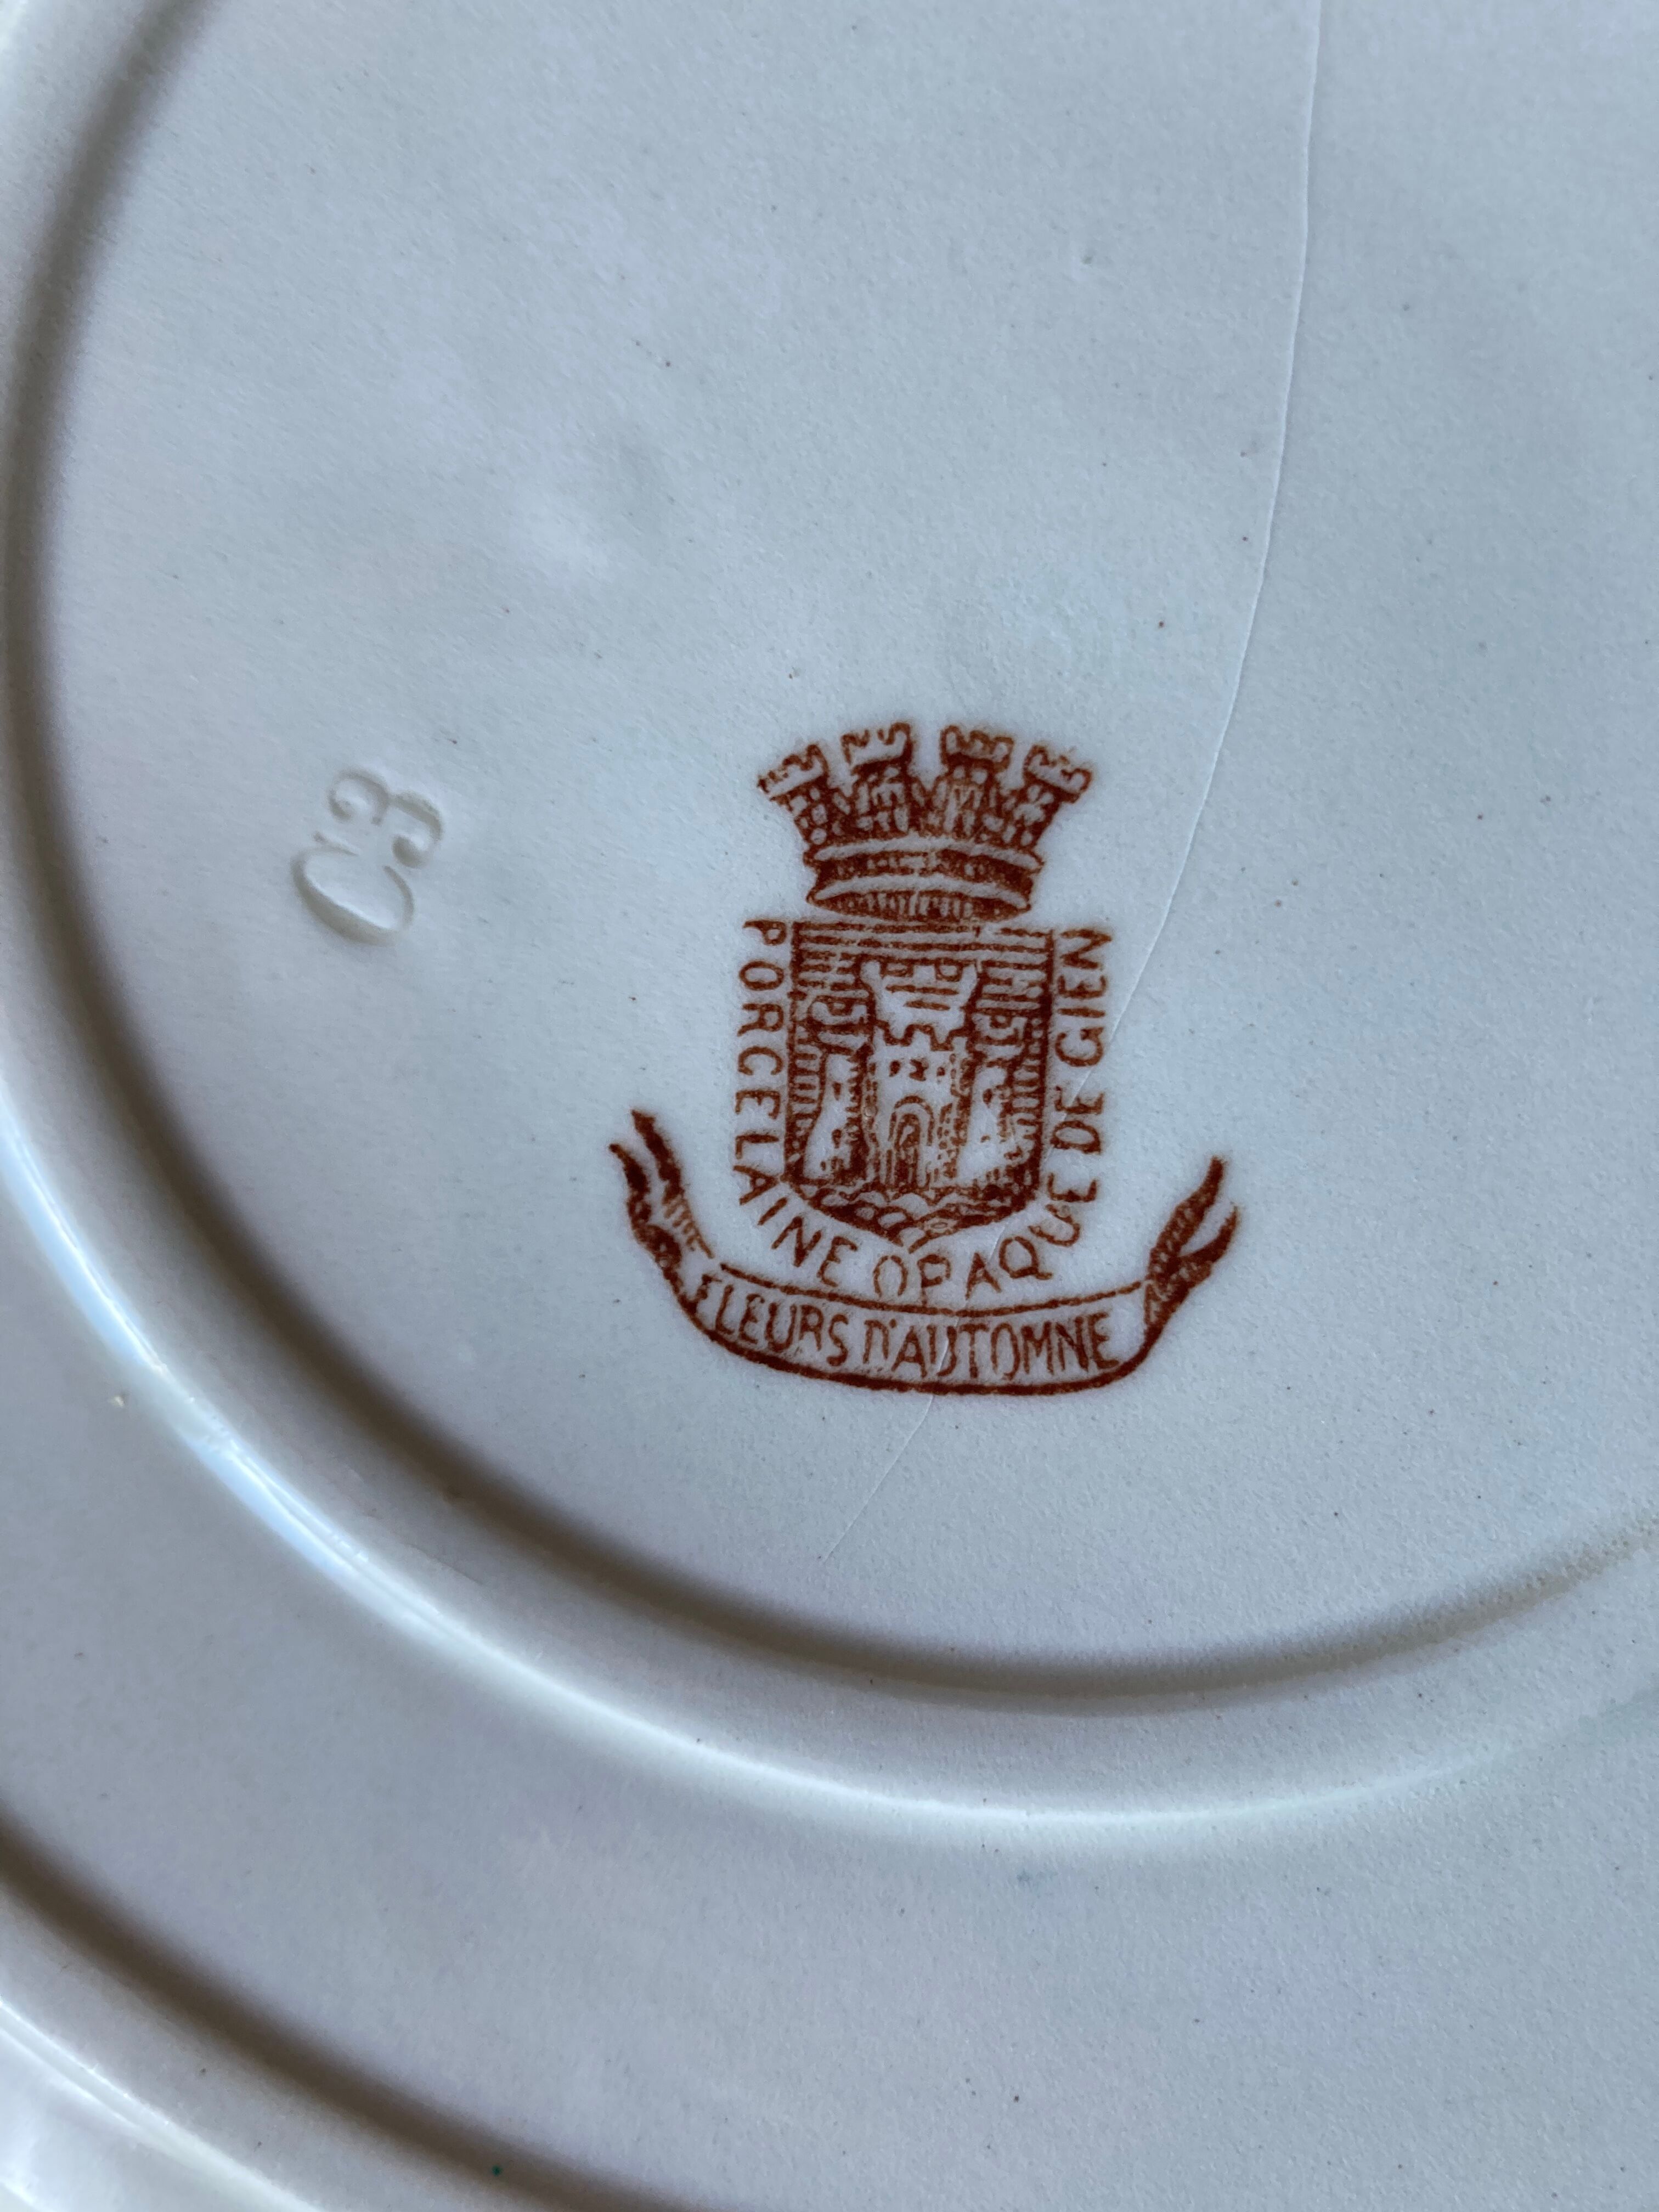 C3
PORCELAINE OPAQUE DE GIEN
FLEURS D'AUTOMNE